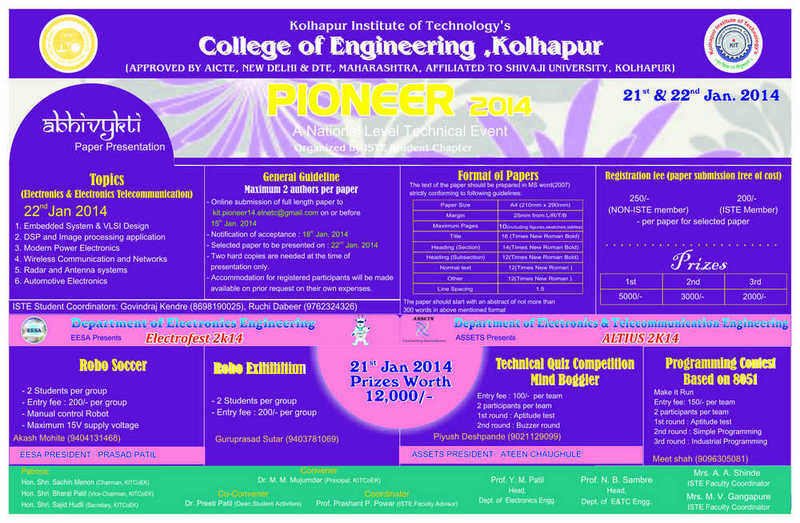 Kolhapur Institute of Technology's
College of Engineering ,Kolhapur
(APPROVED BY AICTE, NEW DELHI & DTE, MAHARASHTRA, AFFILIATED TO SHIVAJI UNIVERSITY, KOLHAPUR)
KIT
PIONEER 2014
21st & 22nd Jan. 2014
A National Level Technical Event
Organized by ISTE Student Chapter
abhivykti
Paper Presentation
Topics
(Electronics & Electronics Telecommunication)
22nd Jan 2014
1. Embedded System & VLSI Design
2. DSP and Image processing application
3. Modern Power Electronics
4. Wireless Communication and Networks
5. Radar and Antenna systems
6. Automotive Electronics
General Guideline
Maximum 2 authors per paper
- Online submission of full length paper to
kit.pioneer14.elnetc@gmail.com on or before
15th Jan. 2014
- Notification of acceptance : 18th Jan. 2014
- Selected paper to be presented on : 22nd Jan. 2014
- Two hard copies are needed at the time of
presentation only.
- Accommodation for registered participants will be made
available on prior request on their own expenses.
ISTE Student Coordinators: Govindraj Kendre (8698190025), Ruchi Dabeer (9762324326)
Format of Papers
The text of the paper should be prepared in MS word(2007)
strictly conforming to following guidelines:
Paper Size A4 (210mm x 290mm)
Margin 25mm from L/R/T/B
Maximum Pages 10(including figures,sketches,tables)
Title 16 (Times New Roman Bold)
Heading (Section) 14(Times New Roman Bold)
Heading (Subsection) 12(Times New Roman Bold)
Normal text 12(Times New Roman )
Other 12(Times New Roman )
Line Spacing 1.5
The paper should start with an abstract of not more than
300 words in above mentioned format
Registration fee (paper submission free of cost)
250/- 200/-
(NON-ISTE member) (ISTE Member)
- per paper for selected paper
Prizes
1st 2nd 3rd
5000/- 3000/- 2000/-
EESA
Department of Electronics Engineering
EESA Presents Electrofest 2k14
ASSETS
Department of Electronics & Telecommunication Engineering
ASSETS Presents ALTIUS 2K14
Robo Soccer
- 2 Students per group
- Entry fee : 200/- per group
- Manual control Robot
- Maximum 15V supply voltage
Akash Mohite (9404131468)
Robo Exihibition
- 2 Students per group
- Entry fee : 200/- group
Guruprasad Sutar (9403781069)
EESA PRESIDENT : PRASAD PATIL
21st Jan 2014
Prizes Worth
12,000/-
Technical Quiz Competition
Mind Boggler
Entry fee : 100/- per team
2 participants per team
1st round : Aptitude test
2nd round : Buzzer round
Piyush Deshpande (9021129099)
ASSETS PRESIDENT : ATEEN CHAUGHULE
Programming Contest
Based on 8051
Make it Run
Entry fee: 150/- per team
2 participants per team
1st round : Aptitude test
2nd round : Simple Programming
3rd round : Industrial Programming
Meet shah (9096305081)
Patrons
Hon. Shri. Sachin Menon (Chairman, KITCoEK)
Hon. Shri. Bharat Patil (Vice-Chairman, KITCoEK)
Hon. Shri. Sajid Hudli (Secretary, KITCoEK)
Convener
Dr. M. M. Mujumdar (Principal, KITCoEK)
Co-Convener
Dr. Preeti Patil (Dean,Student Activities)
Coordinator
Prof. Prashant P. Powar (ISTE,Faculty Advisor)
Prof. Y. M. Patil
Head,
Dept. of Electronics Engg.
Prof. N. B. Sambre
Head,
Dept. of E&TC Engg.
Mrs. A. A. Shinde
ISTE Faculty Coordinator
Mrs. M. V. Gangapure
ISTE Faculty Coordinator